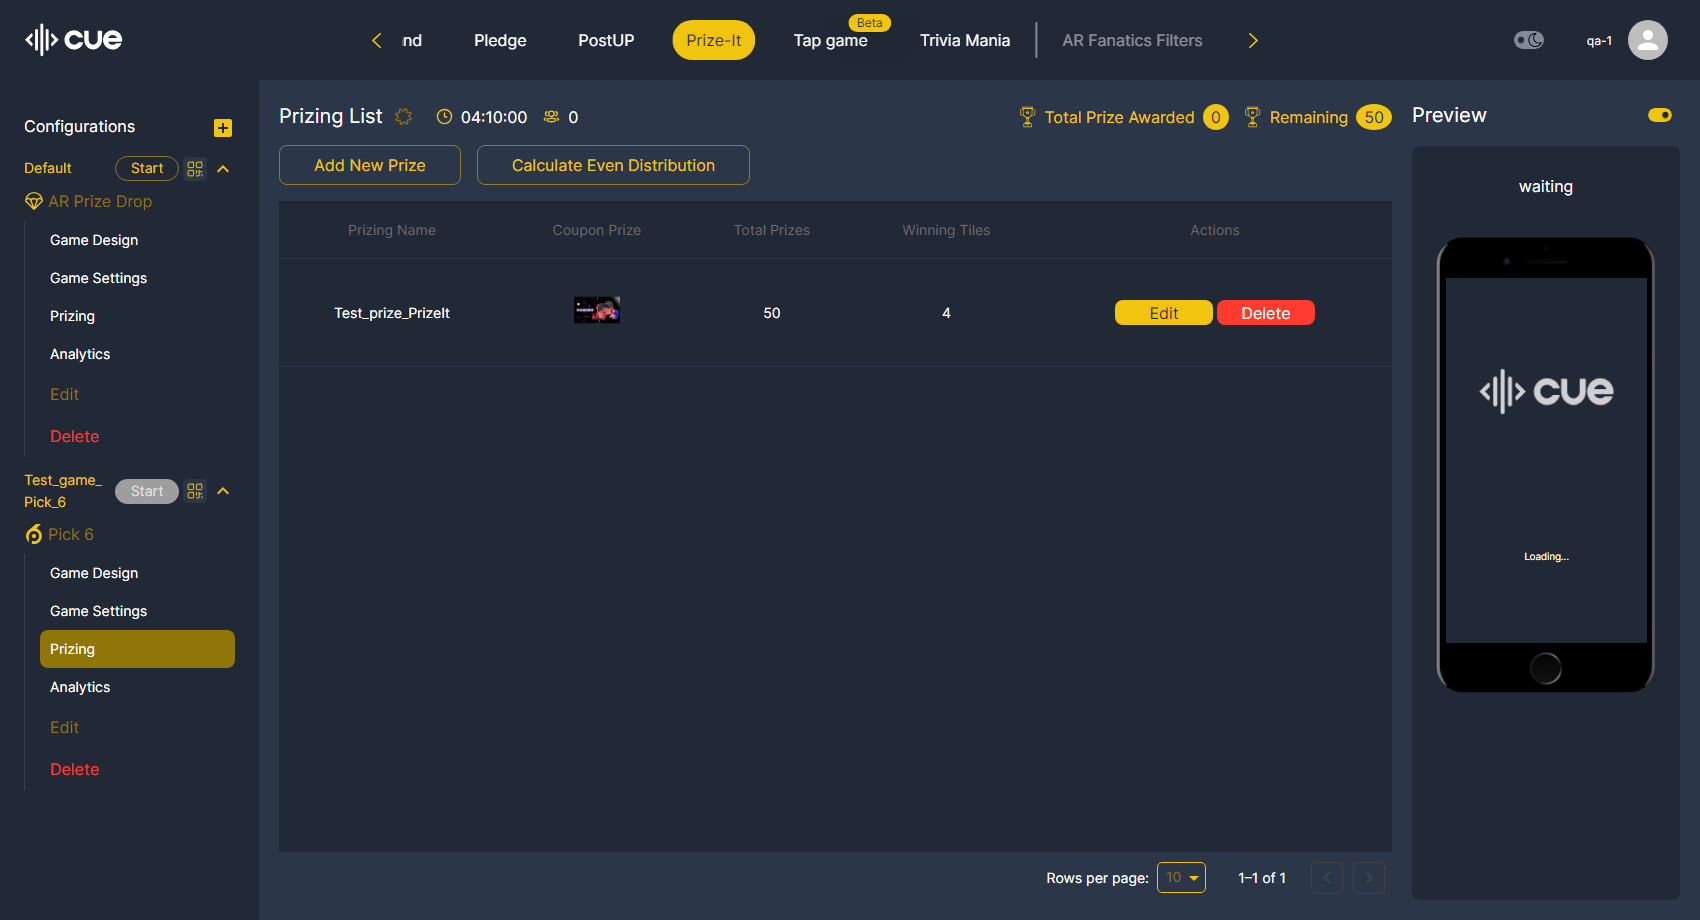 cue
nd
Pledge
PostUP
Prize-It
Beta
Tap game
Trivia Mania
AR Fanatics Filters
qa-1
Configurations
Default
Start
AR Prize Drop
Game Design
Game Settings
Prizing
Analytics
Edit
Delete
Test_game_
Pick_6
Start
Pick 6
Game Design
Game Settings
Prizing
Analytics
Edit
Delete
Prizing List
04:10:00
0
Total Prize Awarded 0
Remaining 50
Add New Prize
Calculate Even Distribution
Prizing Name
Coupon Prize
Total Prizes
Winning Tiles
Actions
Test_prize_PrizeIt
50
4
Edit
Delete
Rows per page: 10
1–1 of 1
Preview
waiting
cue
Loading...